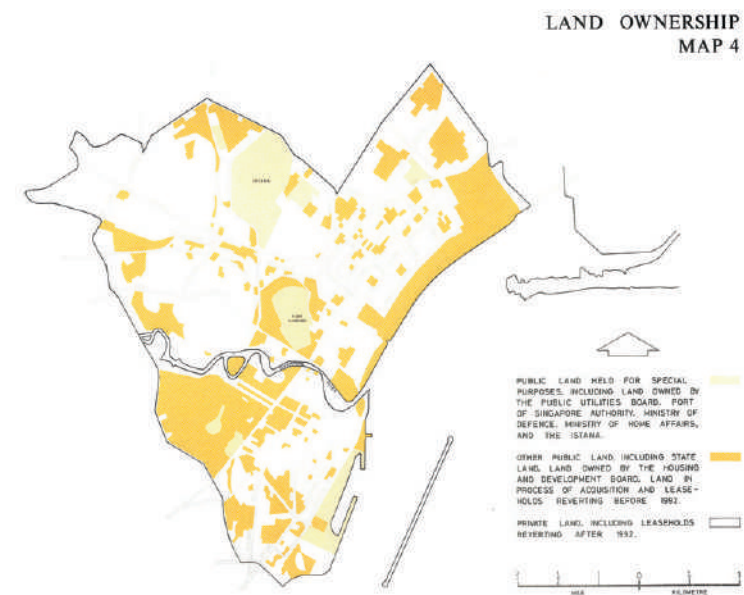 LAND OWNERSHIP
MAP 4
ISTANA
PUBLIC LAND HELD FOR SPECIAL
PURPOSES, INCLUDING LAND OWNED BY
THE PUBLIC UTILITIES BOARD, PORT
OF SINGAPORE AUTHORITY, MINISTRY OF
DEFENCE, MINISTRY OF HOME AFFAIRS,
AND THE ISTANA.
OTHER PUBLIC LAND, INCLUDING STATE
LAND, LAND OWNED BY THE HOUSING
AND DEVELOPMENT BOARD, LAND IN
PROCESS OF ACQUISITION AND LEASE-
HOLDS REVERTING BEFORE 1992.
PRIVATE LAND, INCLUDING LEASEHOLDS
REVERTING AFTER 1992.
MILE KILOMETRE